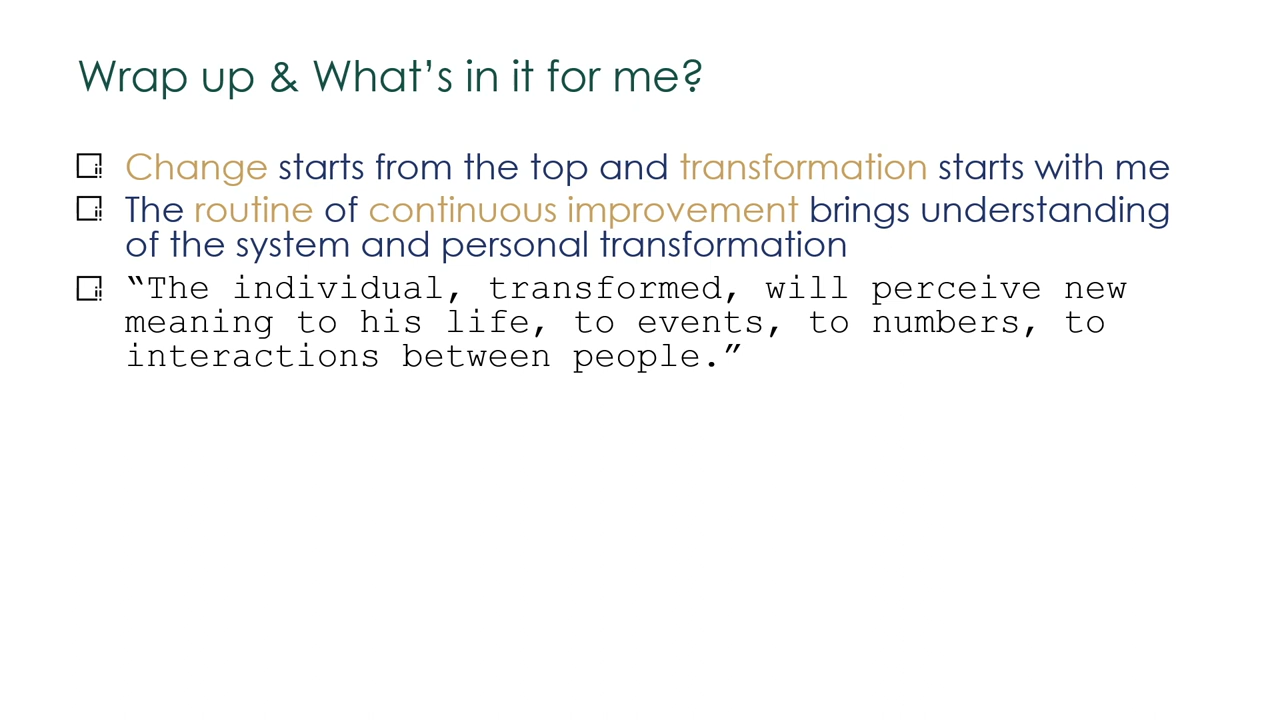 Wrap up & What’s in it for me?
Change starts from the top and transformation starts with me
The routine of continuous improvement brings understanding
of the system and personal transformation
“The individual, transformed, will perceive new
meaning to his life, to events, to numbers, to
interactions between people.”